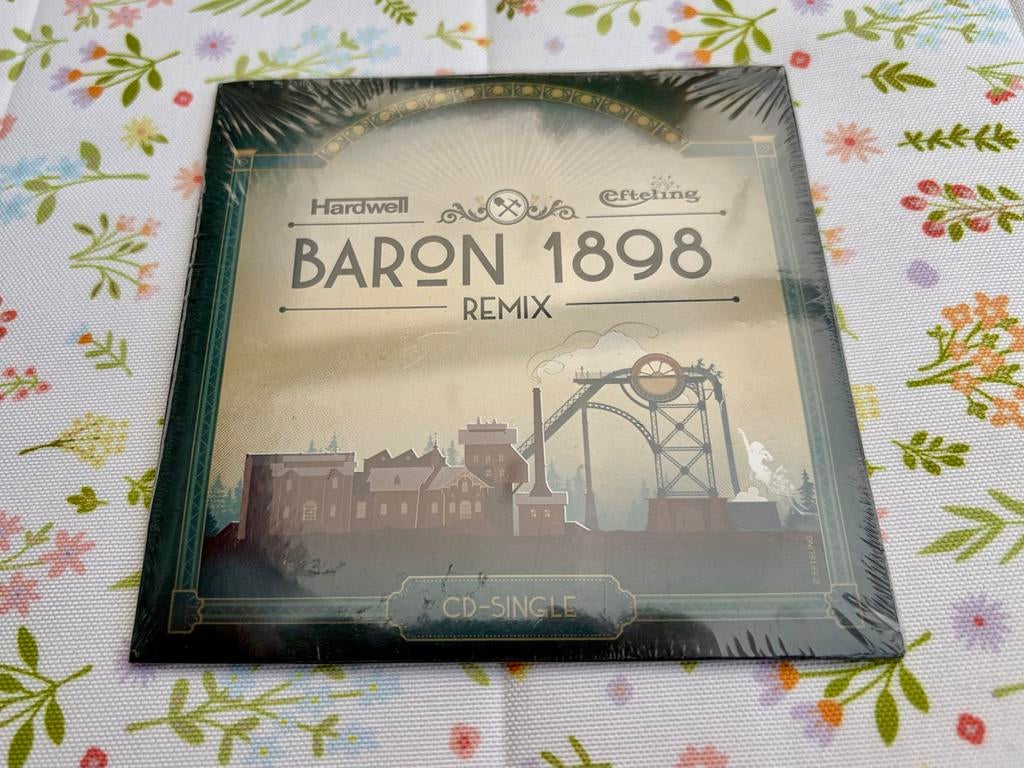 Hardwell
Efteling
BARON 1898
REMIX
© EFTELING
CD-SINGLE